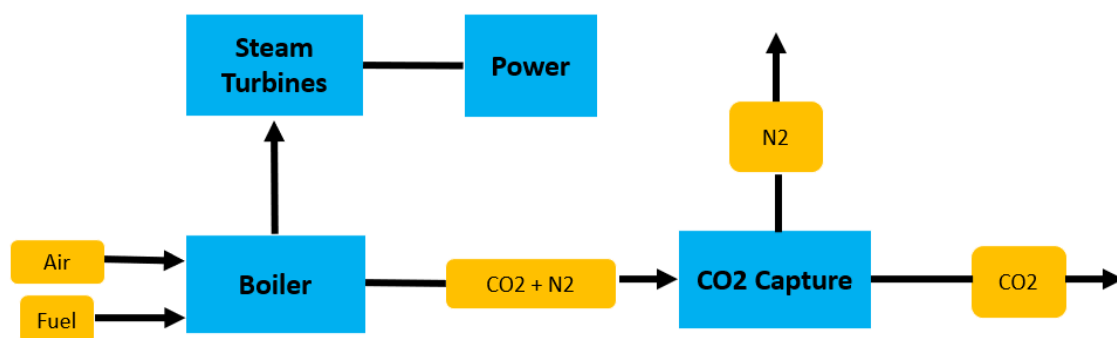 Steam
Turbines
Power
N2
Air
Fuel
Boiler
CO2 + N2
CO2 Capture
CO2